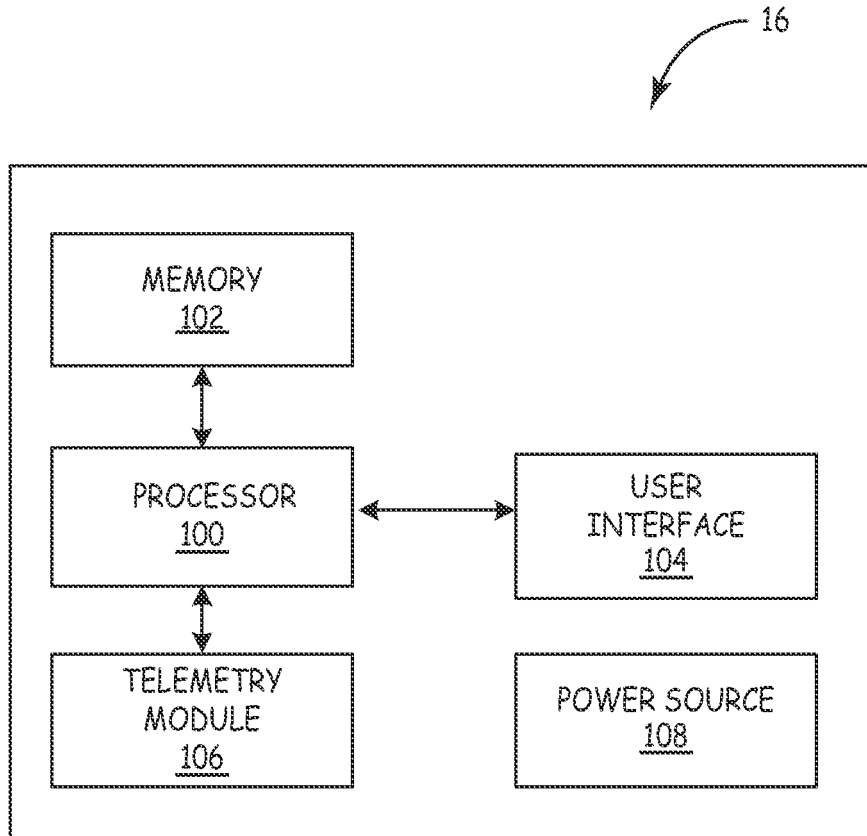 16
MEMORY
102
PROCESSOR
100
USER
INTERFACE
104
TELEMETRY
MODULE
106
POWER SOURCE
108